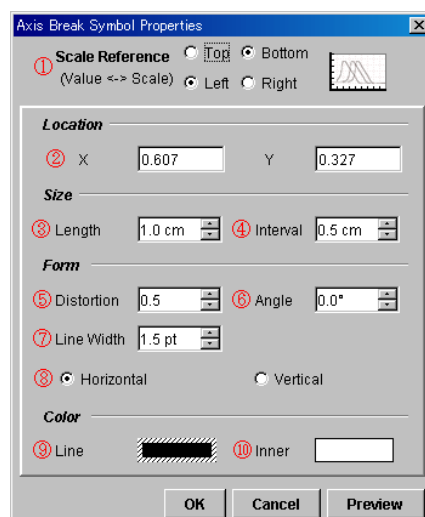 Axis Break Symbol Properties
① Scale Reference Top Bottom
(Value <-> Scale) Left Right
Location
② X 0.607 Y 0.327
Size
③ Length 1.0 cm ④ Interval 0.5 cm
Form
⑤ Distortion 0.5 ⑥ Angle 0.0°
⑦ Line Width 1.5 pt
⑧ Horizontal Vertical
Color
⑨ Line ⑩ Inner
OK Cancel Preview